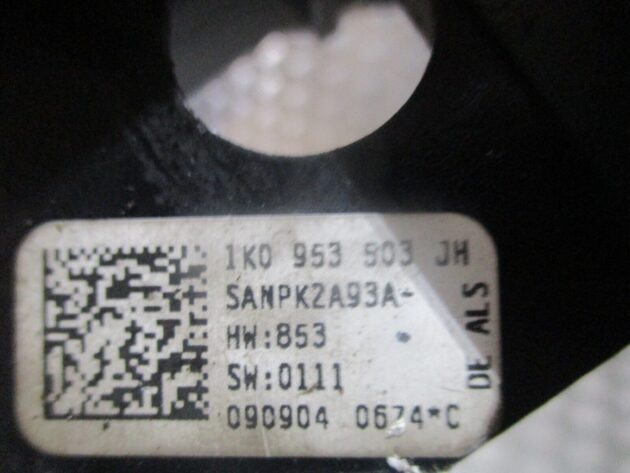 1K0 953 503 JH
SANPK2A93A-
HW:853
SW:0111
090904 0674*C
DE ALS